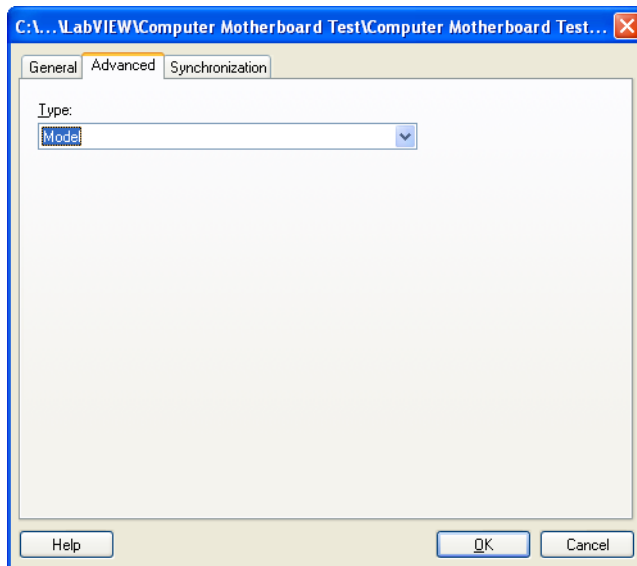 C:\...\LabVIEW\Computer Motherboard Test\Computer Motherboard Test...
General Advanced Synchronization
Type:
Model
Help OK Cancel